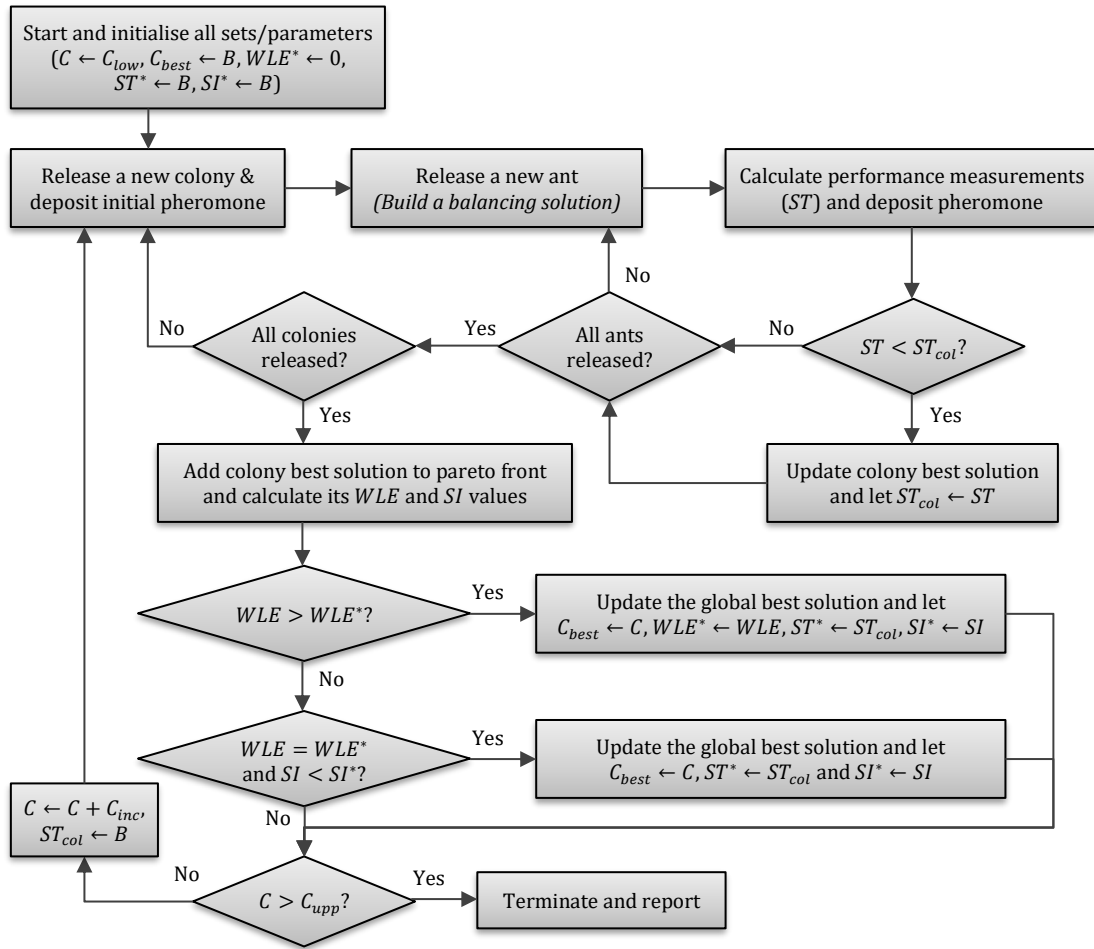 Start and initialise all sets/parameters
(C ← C_low, C_best ← B, WLE* ← 0,
ST* ← B, SI* ← B)
Release a new colony &
deposit initial pheromone
Release a new ant
(Build a balancing solution)
Calculate performance measurements
(ST) and deposit pheromone
No
No
All colonies
released?
Yes
All ants
released?
No
ST < ST_col?
Yes
Yes
Add colony best solution to pareto front
and calculate its WLE and SI values
Update colony best solution
and let ST_col ← ST
WLE > WLE*?
Yes
Update the global best solution and let
C_best ← C, WLE* ← WLE, ST* ← ST_col, SI* ← SI
No
WLE = WLE*
and SI < SI*?
Yes
Update the global best solution and let
C_best ← C, ST* ← ST_col and SI* ← SI
C ← C + C_inc,
ST_col ← B
No
No
C > C_upp?
Yes
Terminate and report